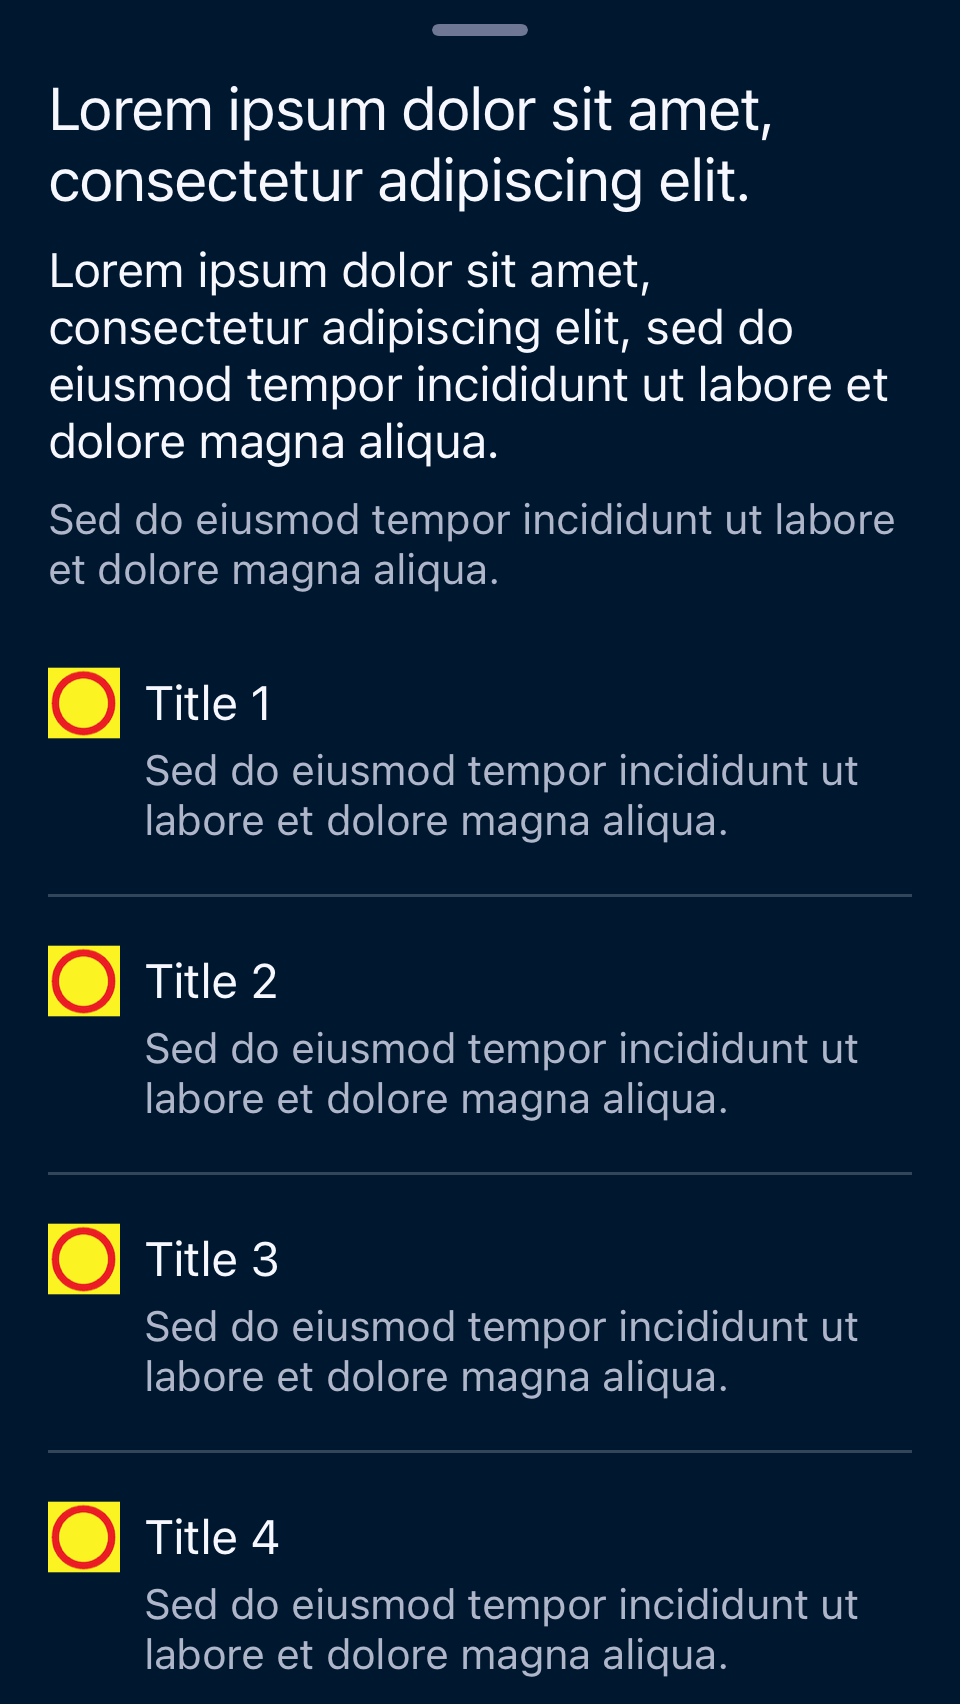 Lorem ipsum dolor sit amet,
consectetur adipiscing elit.
Lorem ipsum dolor sit amet,
consectetur adipiscing elit, sed do
eiusmod tempor incididunt ut labore et
dolore magna aliqua.
Sed do eiusmod tempor incididunt ut labore
et dolore magna aliqua.
Title 1
Sed do eiusmod tempor incididunt ut
labore et dolore magna aliqua.
Title 2
Sed do eiusmod tempor incididunt ut
labore et dolore magna aliqua.
Title 3
Sed do eiusmod tempor incididunt ut
labore et dolore magna aliqua.
Title 4
Sed do eiusmod tempor incididunt ut
labore et dolore magna aliqua.